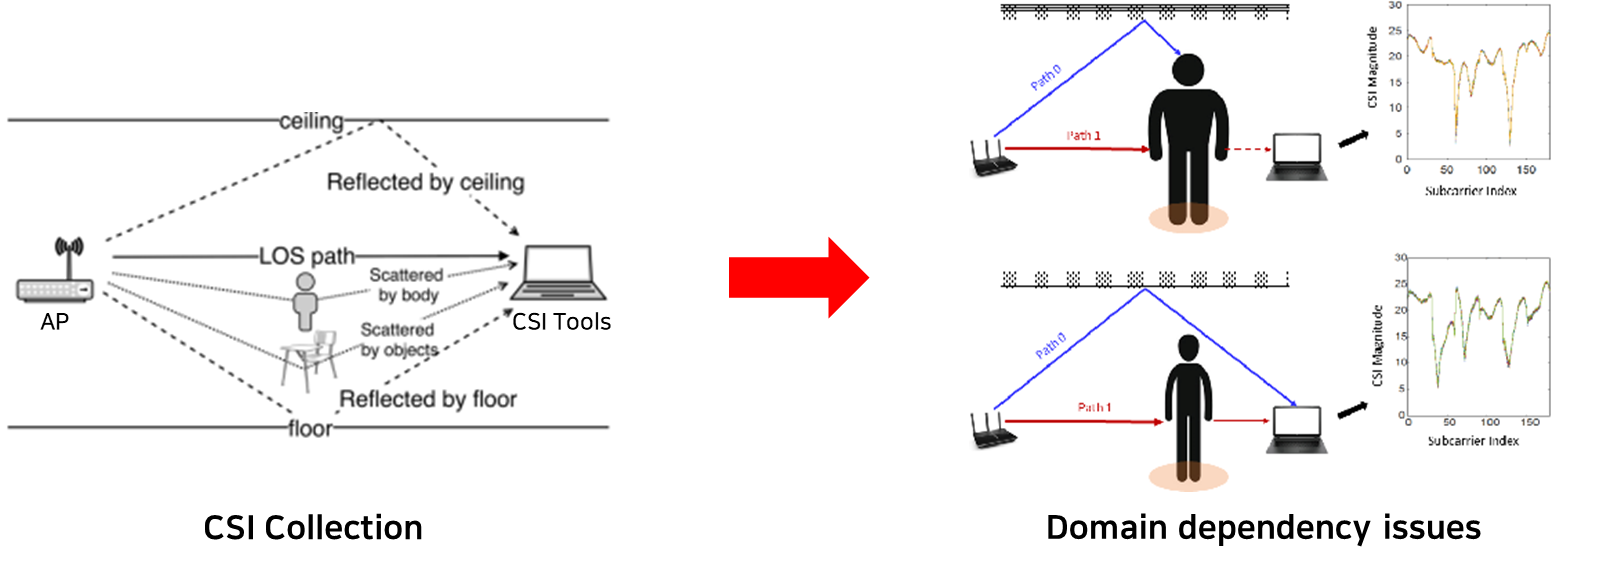 ceiling
Reflected by ceiling
LOS path
Scattered
by body
AP
CSI Tools
Scattered
by objects
Reflected by floor
floor
CSI Collection
Path 0
Path 1
CSI Magnitude
30
25
20
15
10
5
0
0 50 100 150
Subcarrier Index
Path 0
Path 1
CSI Magnitude
30
25
20
15
10
5
0
0 50 100 150
Subcarrier Index
Domain dependency issues